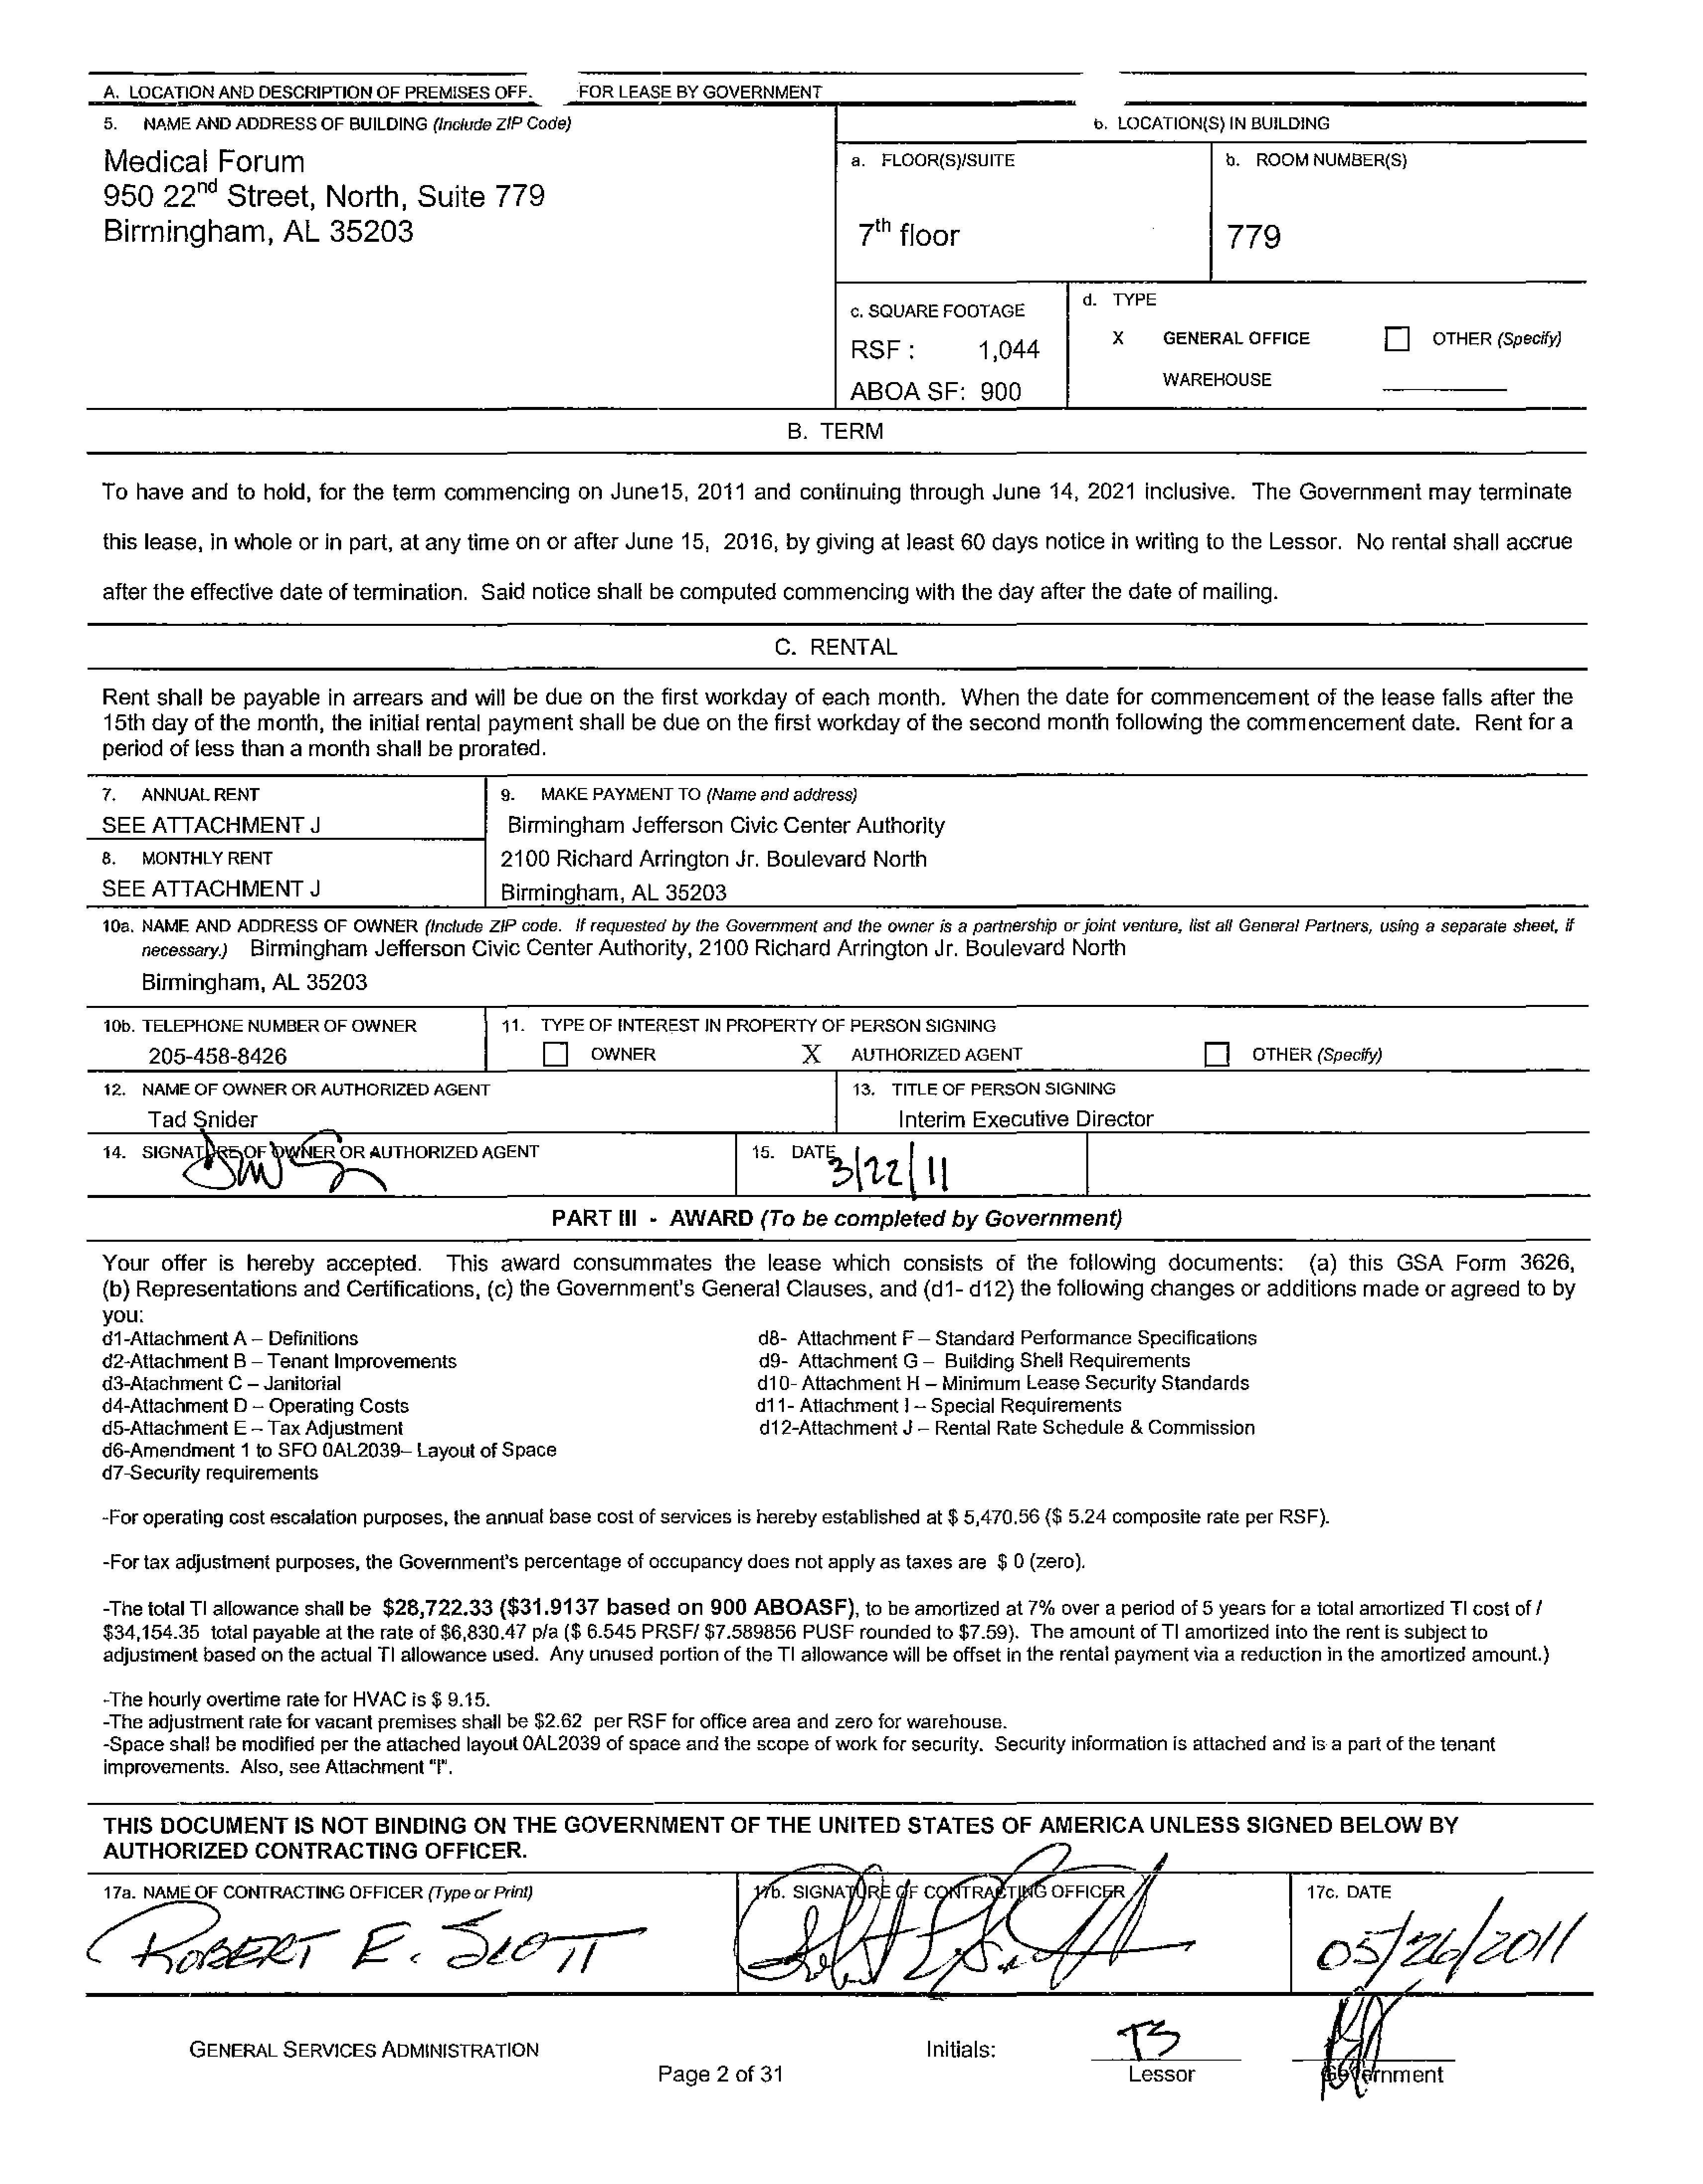 A. LOCATION AND DESCRIPTION OF PREMISES OFF. FOR LEASE BY GOVERNMENT
5. NAME AND ADDRESS OF BUILDING (Include ZIP Code)
Medical Forum
950 22nd Street, North, Suite 779
Birmingham, AL 35203
6. LOCATION(S) IN BUILDING
a. FLOOR(S)/SUITE
7th floor
b. ROOM NUMBER(S)
779
c. SQUARE FOOTAGE
RSF : 1,044
ABOA SF: 900
d. TYPE
X GENERAL OFFICE OTHER (Specify)
WAREHOUSE
B. TERM
To have and to hold, for the term commencing on June15, 2011 and continuing through June 14, 2021 inclusive. The Government may terminate
this lease, in whole or in part, at any time on or after June 15, 2016, by giving at least 60 days notice in writing to the Lessor. No rental shall accrue
after the effective date of termination. Said notice shall be computed commencing with the day after the date of mailing.
C. RENTAL
Rent shall be payable in arrears and will be due on the first workday of each month. When the date for commencement of the lease falls after the
15th day of the month, the initial rental payment shall be due on the first workday of the second month following the commencement date. Rent for a
period of less than a month shall be prorated.
7. ANNUAL RENT
SEE ATTACHMENT J
8. MONTHLY RENT
SEE ATTACHMENT J
9. MAKE PAYMENT TO (Name and address)
Birmingham Jefferson Civic Center Authority
2100 Richard Arrington Jr. Boulevard North
Birmingham, AL 35203
10a. NAME AND ADDRESS OF OWNER (Include ZIP code. If requested by the Government and the owner is a partnership or joint venture, list all General Partners, using a separate sheet, if
necessary.) Birmingham Jefferson Civic Center Authority, 2100 Richard Arrington Jr. Boulevard North
Birmingham, AL 35203
10b. TELEPHONE NUMBER OF OWNER
205-458-8426
11. TYPE OF INTEREST IN PROPERTY OF PERSON SIGNING
OWNER X AUTHORIZED AGENT OTHER (Specify)
12. NAME OF OWNER OR AUTHORIZED AGENT
Tad Snider
13. TITLE OF PERSON SIGNING
Interim Executive Director
14. SIGNATURE OF OWNER OR AUTHORIZED AGENT
15. DATE
3/22/11
PART III - AWARD (To be completed by Government)
Your offer is hereby accepted. This award consummates the lease which consists of the following documents: (a) this GSA Form 3626,
(b) Representations and Certifications, (c) the Government's General Clauses, and (d1- d12) the following changes or additions made or agreed to by
you:
d1-Attachment A – Definitions
d2-Attachment B – Tenant Improvements
d3-Atachment C – Janitorial
d4-Attachment D – Operating Costs
d5-Attachment E – Tax Adjustment
d6-Amendment 1 to SFO 0AL2039– Layout of Space
d7-Security requirements
d8- Attachment F – Standard Performance Specifications
d9- Attachment G – Building Shell Requirements
d10- Attachment H – Minimum Lease Security Standards
d11- Attachment I – Special Requirements
d12-Attachment J – Rental Rate Schedule & Commission
-For operating cost escalation purposes, the annual base cost of services is hereby established at $ 5,470.56 ($ 5.24 composite rate per RSF).
-For tax adjustment purposes, the Government's percentage of occupancy does not apply as taxes are $ 0 (zero).
-The total TI allowance shall be $28,722.33 ($31.9137 based on 900 ABOASF), to be amortized at 7% over a period of 5 years for a total amortized TI cost of /
$34,154.35 total payable at the rate of $6,830.47 p/a ($ 6.545 PRSF/ $7.589856 PUSF rounded to $7.59). The amount of TI amortized into the rent is subject to
adjustment based on the actual TI allowance used. Any unused portion of the TI allowance will be offset in the rental payment via a reduction in the amortized amount.)
-The hourly overtime rate for HVAC is $ 9.15.
-The adjustment rate for vacant premises shall be $2.62 per RSF for office area and zero for warehouse.
-Space shall be modified per the attached layout 0AL2039 of space and the scope of work for security. Security information is attached and is a part of the tenant
improvements. Also, see Attachment "I".
THIS DOCUMENT IS NOT BINDING ON THE GOVERNMENT OF THE UNITED STATES OF AMERICA UNLESS SIGNED BELOW BY
AUTHORIZED CONTRACTING OFFICER.
17a. NAME OF CONTRACTING OFFICER (Type or Print)
ROBERT E. SCOTT
17b. SIGNATURE OF CONTRACTING OFFICER
17c. DATE
05/26/2011
GENERAL SERVICES ADMINISTRATION
Initials: TS
Lessor Government
Page 2 of 31